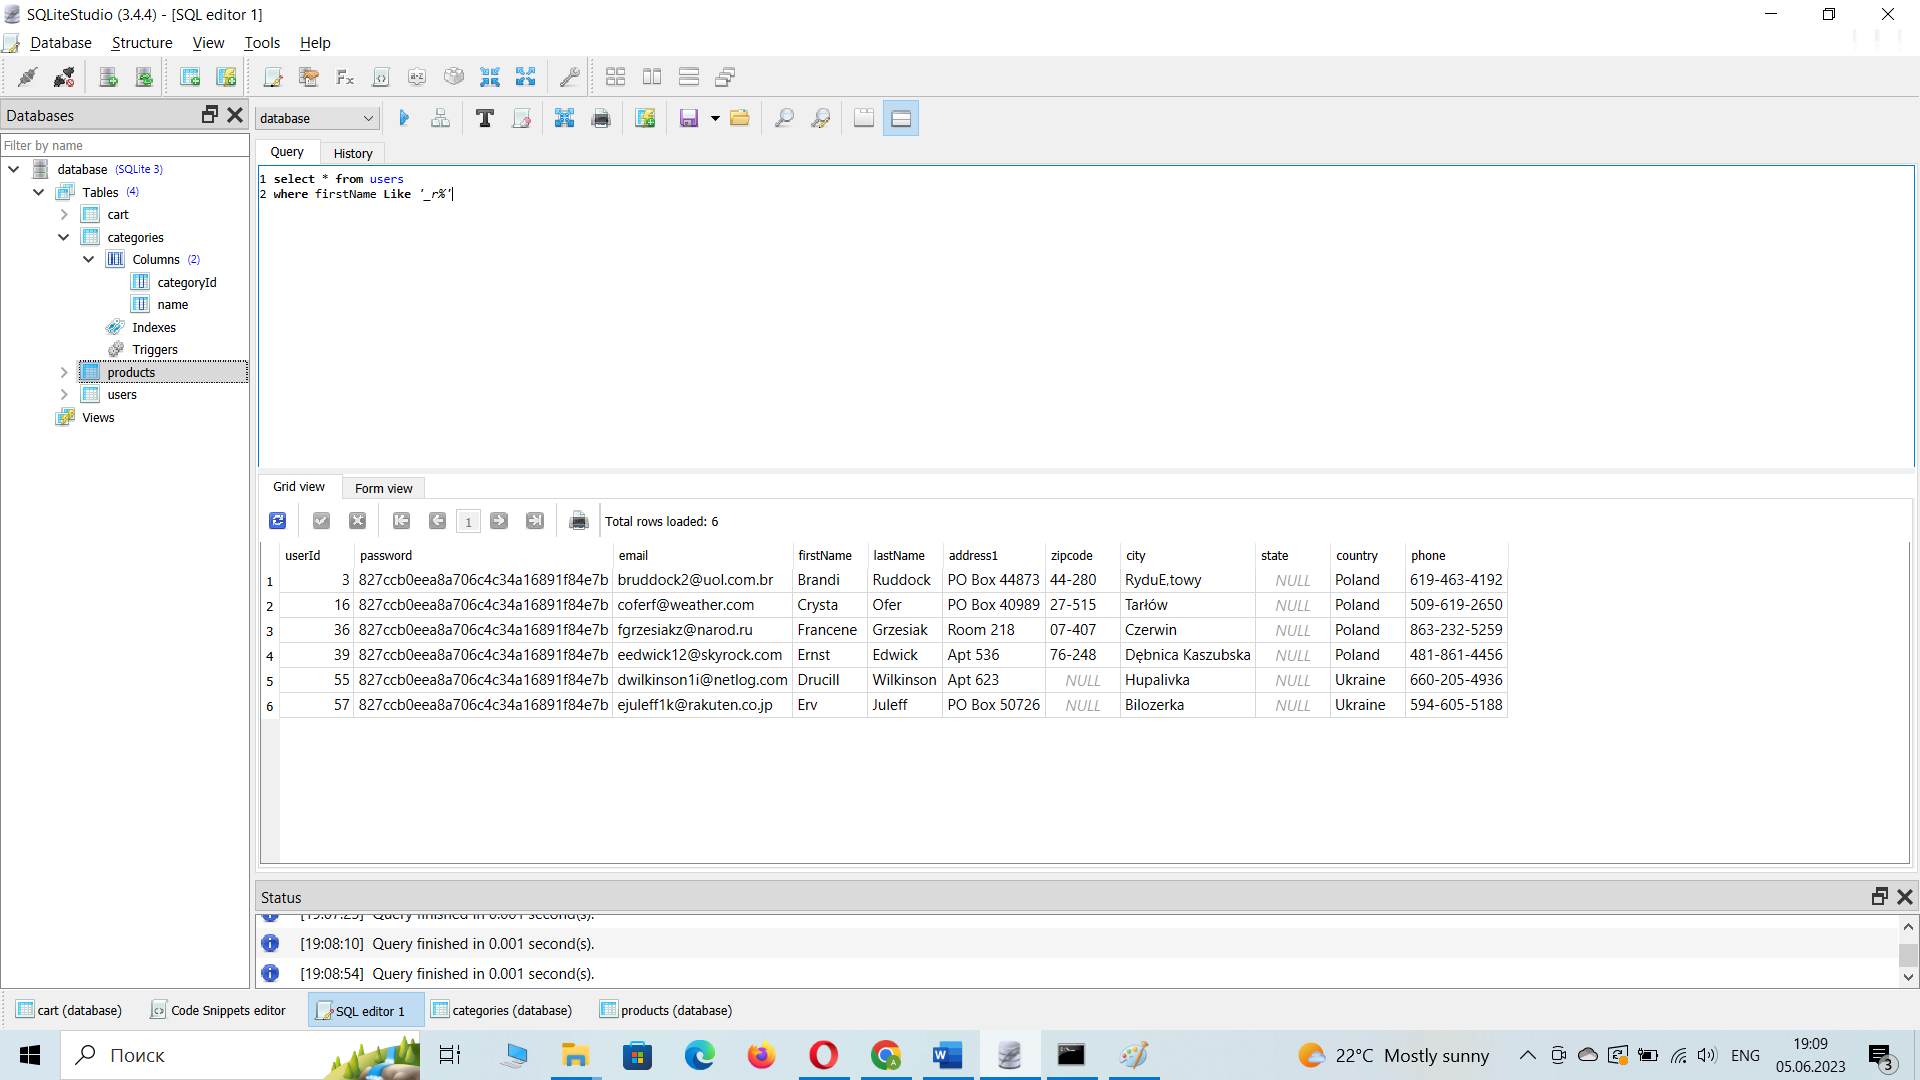 SQLiteStudio (3.4.4) - [SQL editor 1]
Database Structure View Tools Help
Databases
Filter by name
database (SQLite 3)
Tables (4)
cart
categories
Columns (2)
categoryId
name
Indexes
Triggers
products
users
Views
database
Query History
1 select * from users
2 where firstName Like '_r%'
Grid view Form view
1 Total rows loaded: 6
userId password email firstName lastName address1 zipcode city state country phone
1 3 827ccb0eea8a706c4c34a16891f84e7b bruddock2@uol.com.br Brandi Ruddock PO Box 44873 44-280 RyduE,towy NULL Poland 619-463-4192
2 16 827ccb0eea8a706c4c34a16891f84e7b coferf@weather.com Crysta Ofer PO Box 40989 27-515 Tarłów NULL Poland 509-619-2650
3 36 827ccb0eea8a706c4c34a16891f84e7b fgrzesiakz@narod.ru Francene Grzesiak Room 218 07-407 Czerwin NULL Poland 863-232-5259
4 39 827ccb0eea8a706c4c34a16891f84e7b eedwick12@skyrock.com Ernst Edwick Apt 536 76-248 Dębnica Kaszubska NULL Poland 481-861-4456
5 55 827ccb0eea8a706c4c34a16891f84e7b dwilkinson1i@netlog.com Drucill Wilkinson Apt 623 NULL Hupalivka NULL Ukraine 660-205-4936
6 57 827ccb0eea8a706c4c34a16891f84e7b ejuleff1k@rakuten.co.jp Erv Juleff PO Box 50726 NULL Bilozerka NULL Ukraine 594-605-5188
Status
[19:07:25] Query finished in 0.001 second(s).
[19:08:10] Query finished in 0.001 second(s).
[19:08:54] Query finished in 0.001 second(s).
cart (database) Code Snippets editor SQL editor 1 categories (database) products (database)
Поиск
22°C Mostly sunny
ENG
19:09
05.06.2023
3